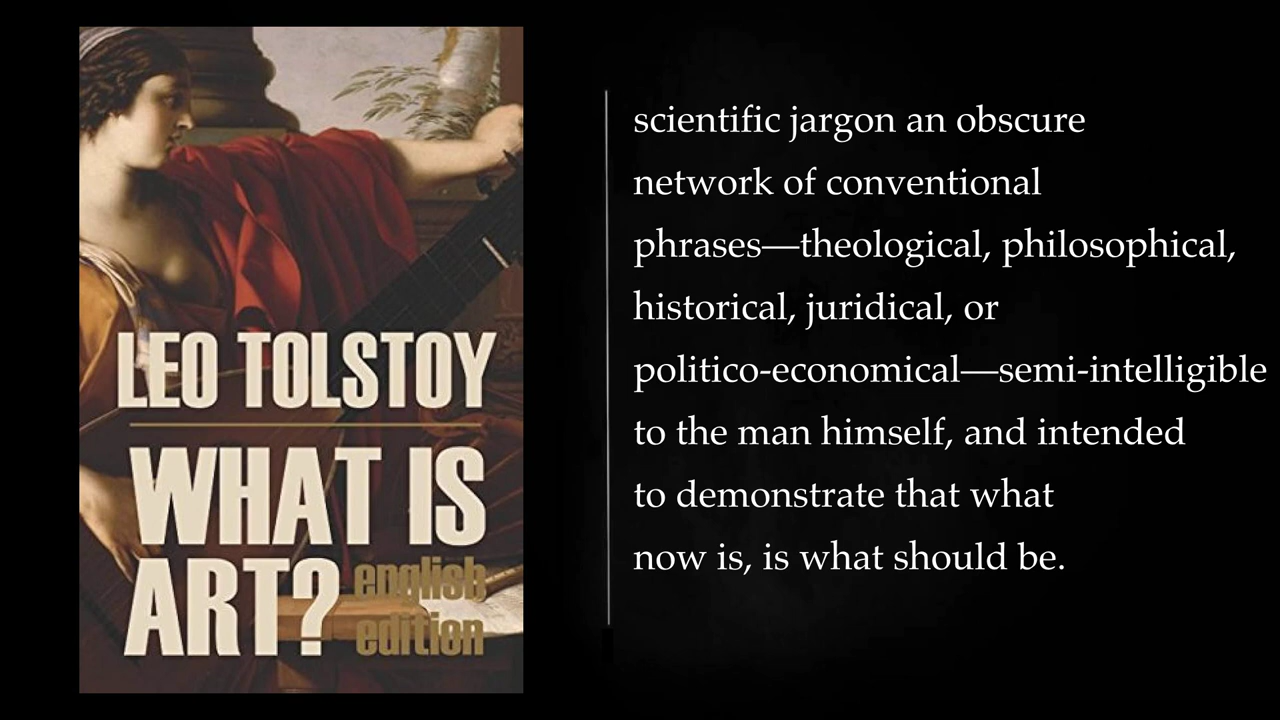 LEO TOLSTOY
WHAT IS
ART?
english
edition
scientific jargon an obscure
network of conventional
phrases—theological, philosophical,
historical, juridical, or
politico-economical—semi-intelligible
to the man himself, and intended
to demonstrate that what
now is, is what should be.